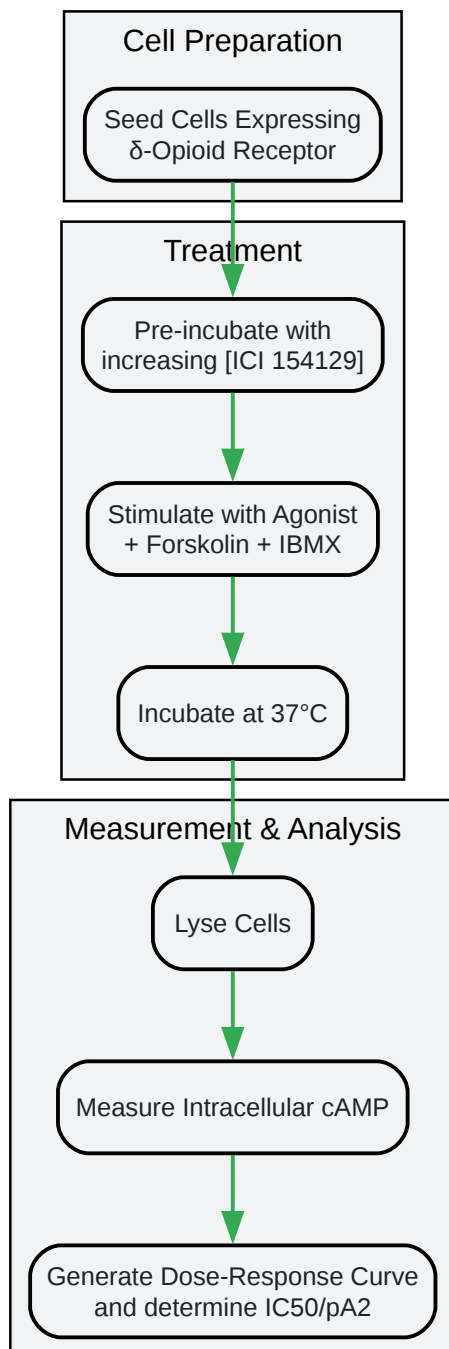 Cell Preparation
Seed Cells Expressing
δ-Opioid Receptor
Treatment
Pre-incubate with
increasing [ICI 154129]
Stimulate with Agonist
+ Forskolin + IBMX
Incubate at 37°C
Measurement & Analysis
Lyse Cells
Measure Intracellular cAMP
Generate Dose-Response Curve
and determine IC50/pA2